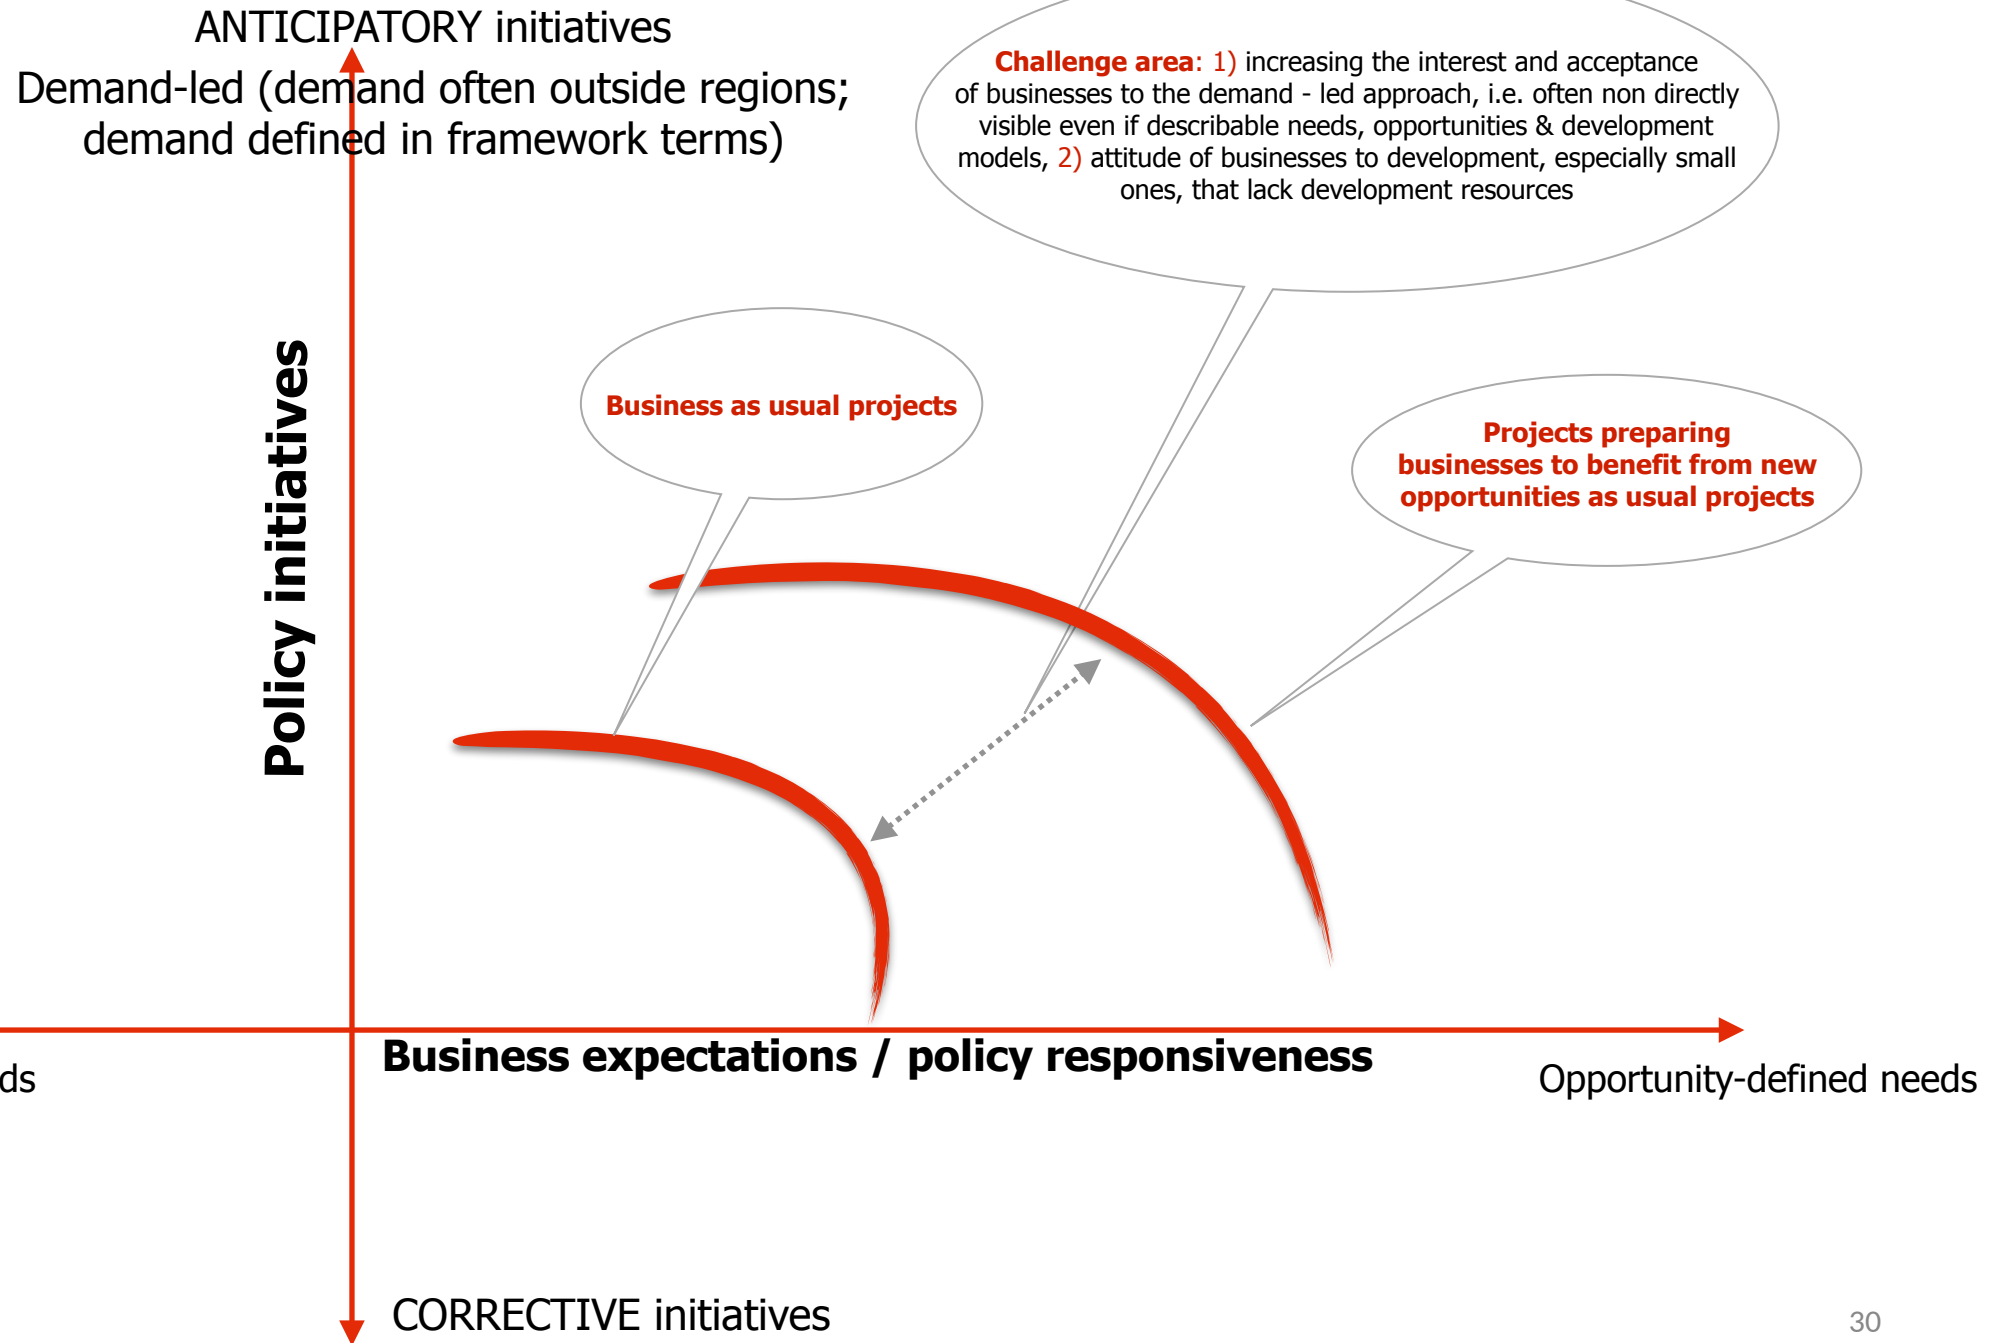 ANTICIPATORY initiatives
Demand-led (demand often outside regions;
demand defined in framework terms)
Challenge area: 1) increasing the interest and acceptance
of businesses to the demand - led approach, i.e. often non directly
visible even if describable needs, opportunities & development
models, 2) attitude of businesses to development, especially small
ones, that lack development resources
Business as usual projects
Projects preparing
businesses to benefit from new
opportunities as usual projects
Policy initiatives
Business expectations / policy responsiveness
ds
Opportunity-defined needs
CORRECTIVE initiatives
30